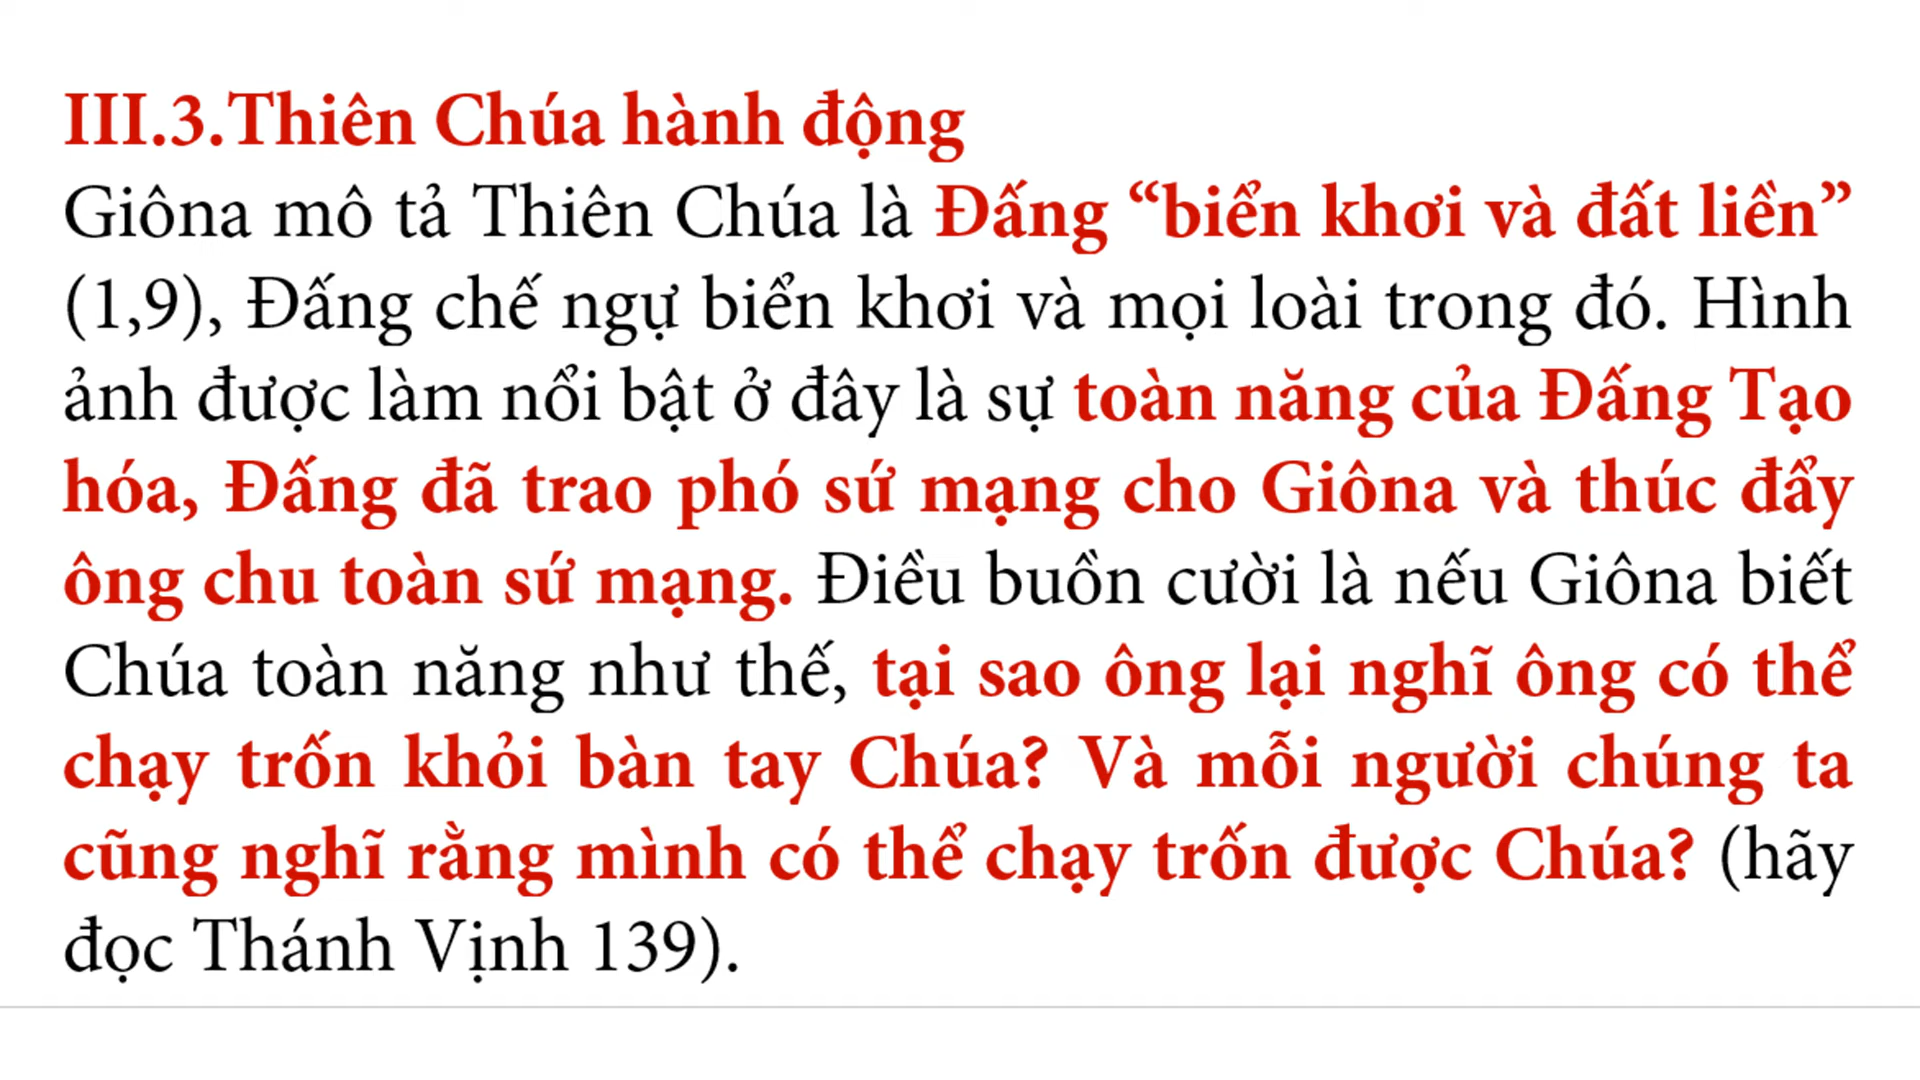 III.3.Thiên Chúa hành động
Giôna mô tả Thiên Chúa là Đấng “biển khơi và đất liền”
(1,9), Đấng chế ngự biển khơi và mọi loài trong đó. Hình
ảnh được làm nổi bật ở đây là sự toàn năng của Đấng Tạo
hóa, Đấng đã trao phó sứ mạng cho Giôna và thúc đẩy
ông chu toàn sứ mạng. Điều buồn cười là nếu Giôna biết
Chúa toàn năng như thế, tại sao ông lại nghĩ ông có thể
chạy trốn khỏi bàn tay Chúa? Và mỗi người chúng ta
cũng nghĩ rằng mình có thể chạy trốn được Chúa? (hãy
đọc Thánh Vịnh 139).